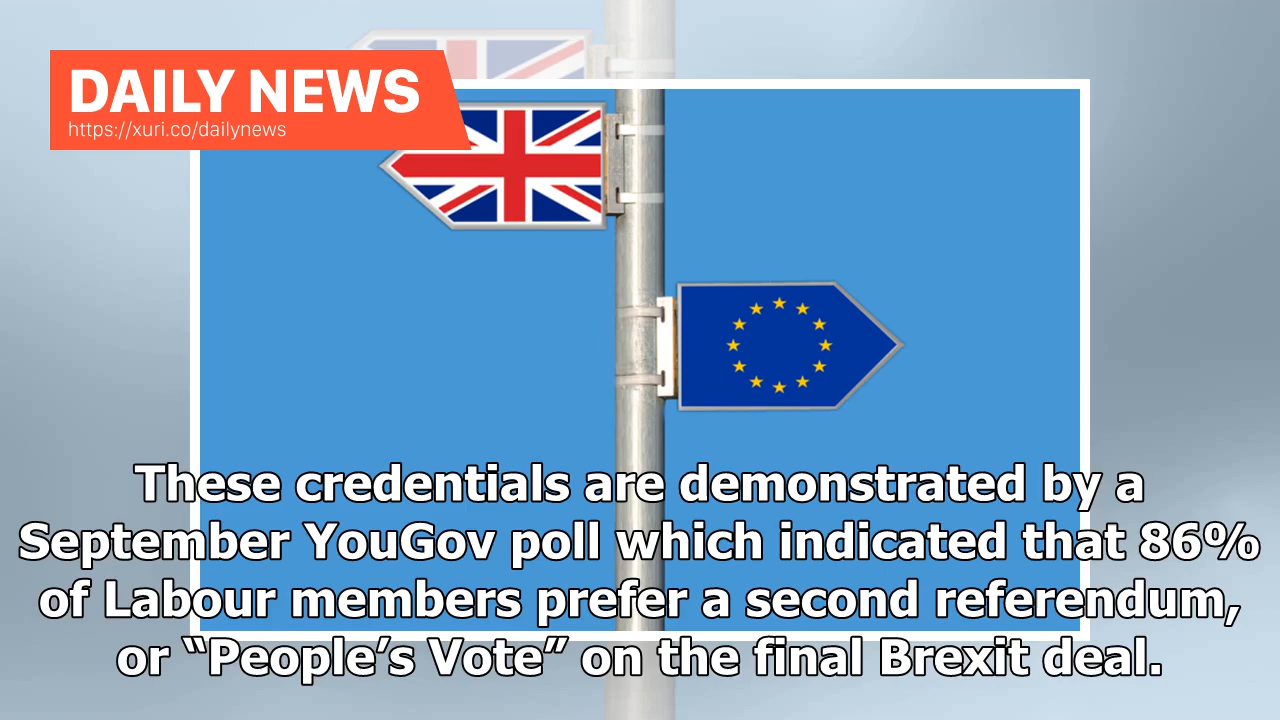 DAILY NEWS
https://xuri.co/dailynews
These credentials are demonstrated by a
September YouGov poll which indicated that 86%
of Labour members prefer a second referendum,
or “People’s Vote” on the final Brexit deal.